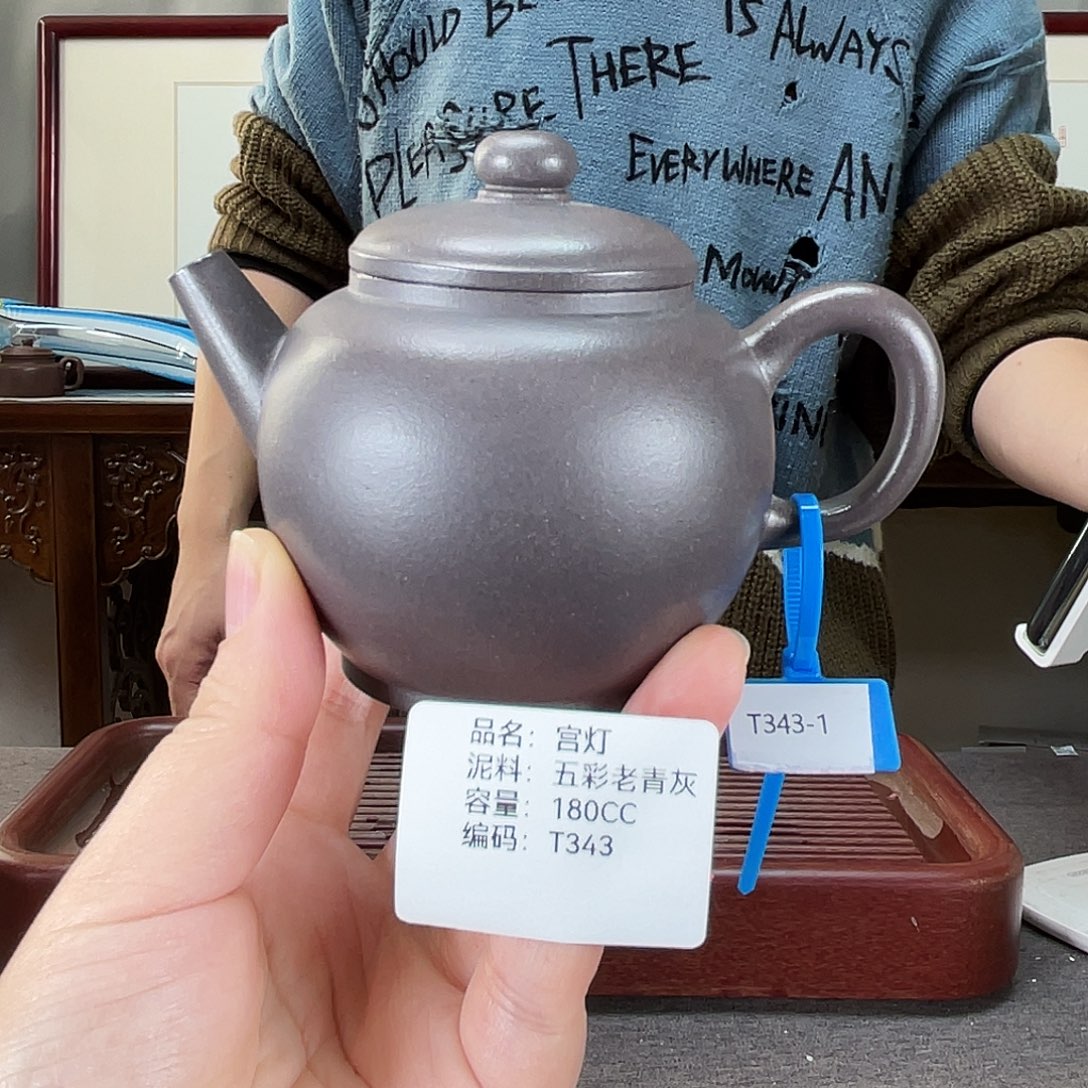 SHOULD BE
IS ALWAYS
THERE
PLEASE
EVERYWHERE AN
品名：宫灯
泥料：五彩老青灰
容量：180CC
编码：T343
T343-1